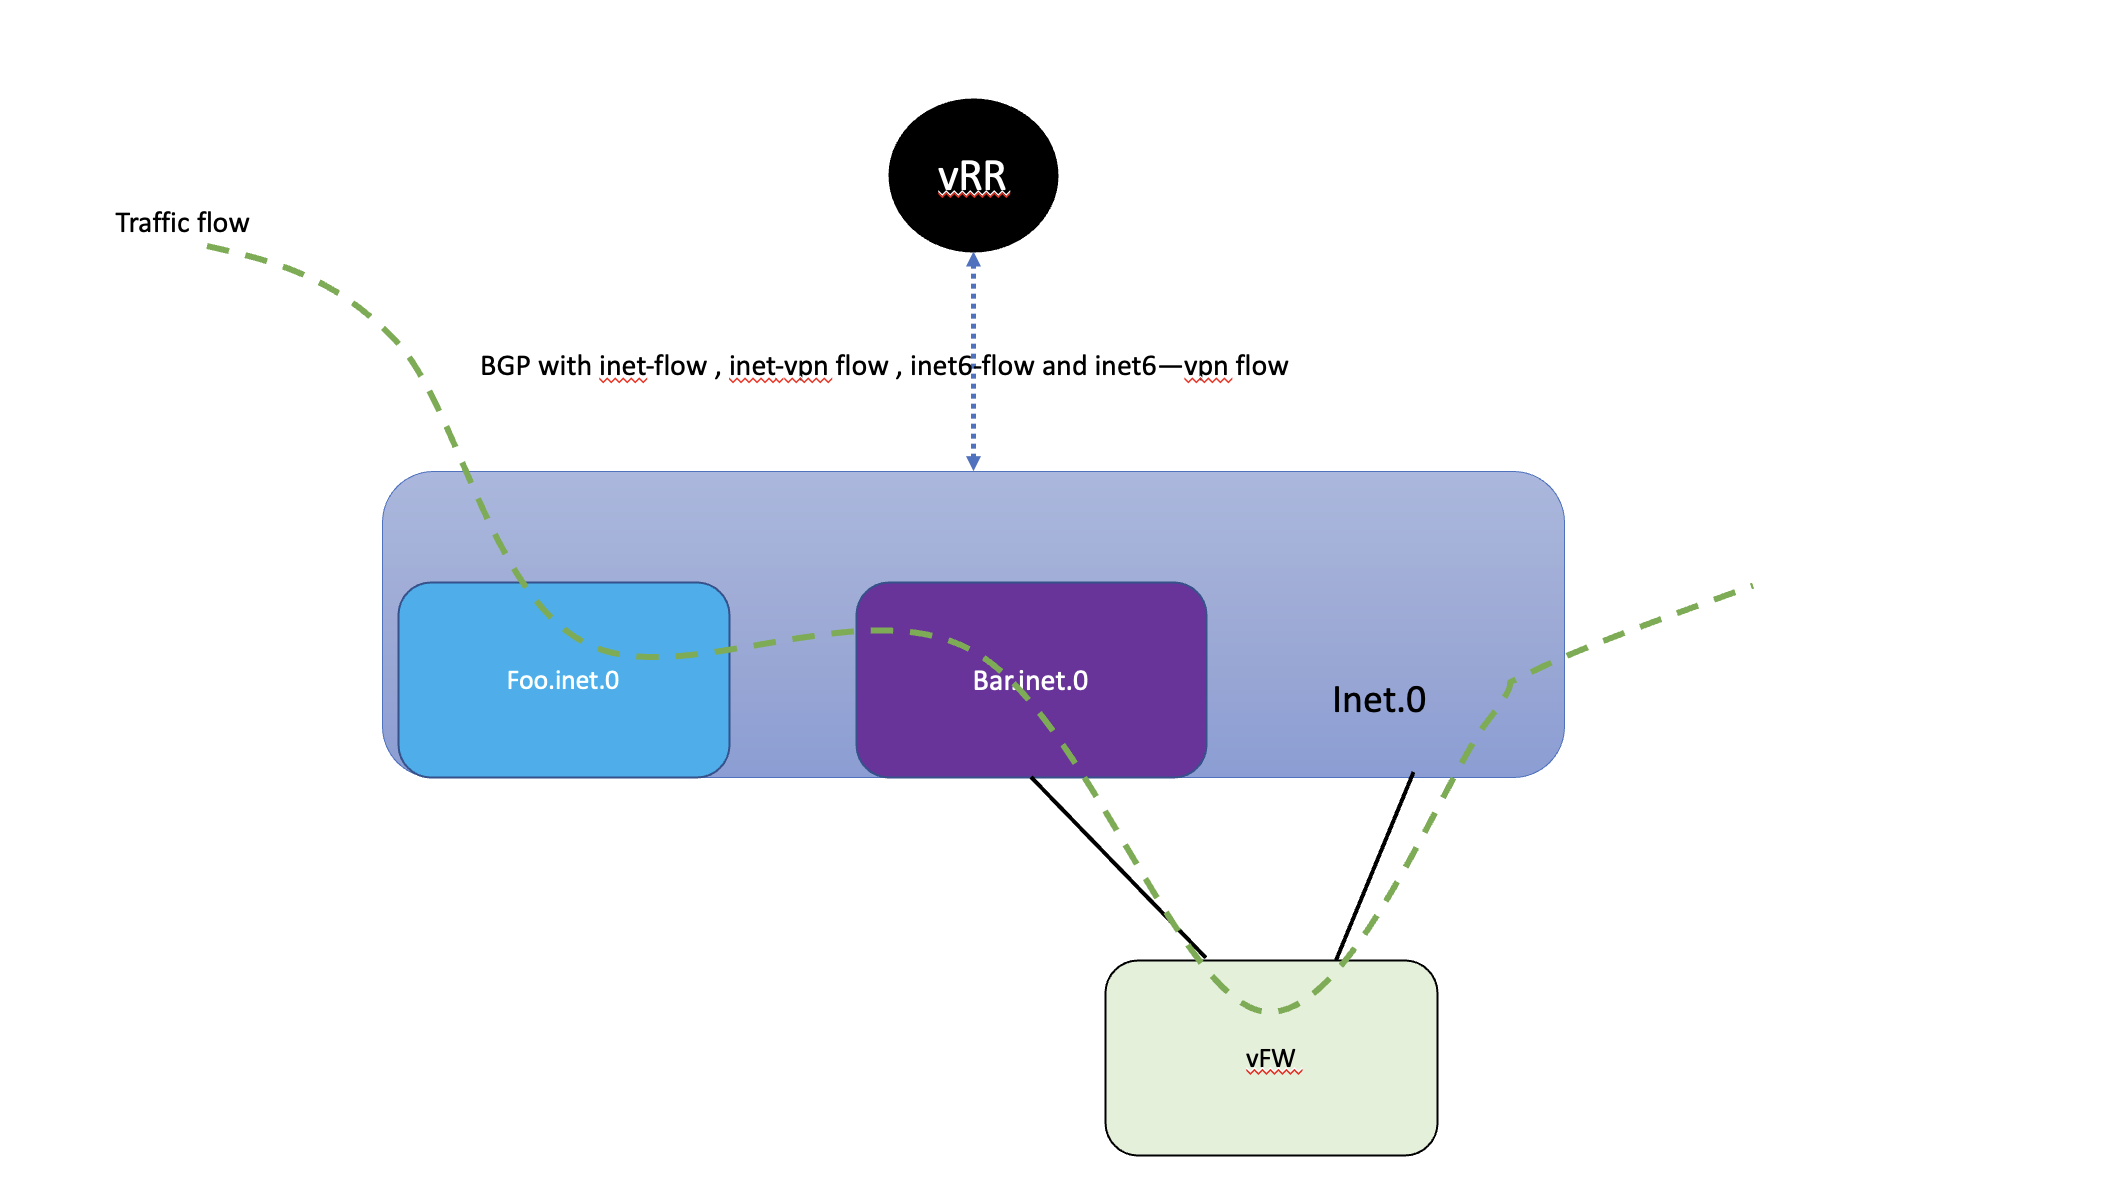 vRR
Traffic flow
BGP with inet-flow , inet-vpn flow , inet6-flow and inet6—vpn flow
Foo.inet.0
Bar.inet.0
Inet.0
vFW